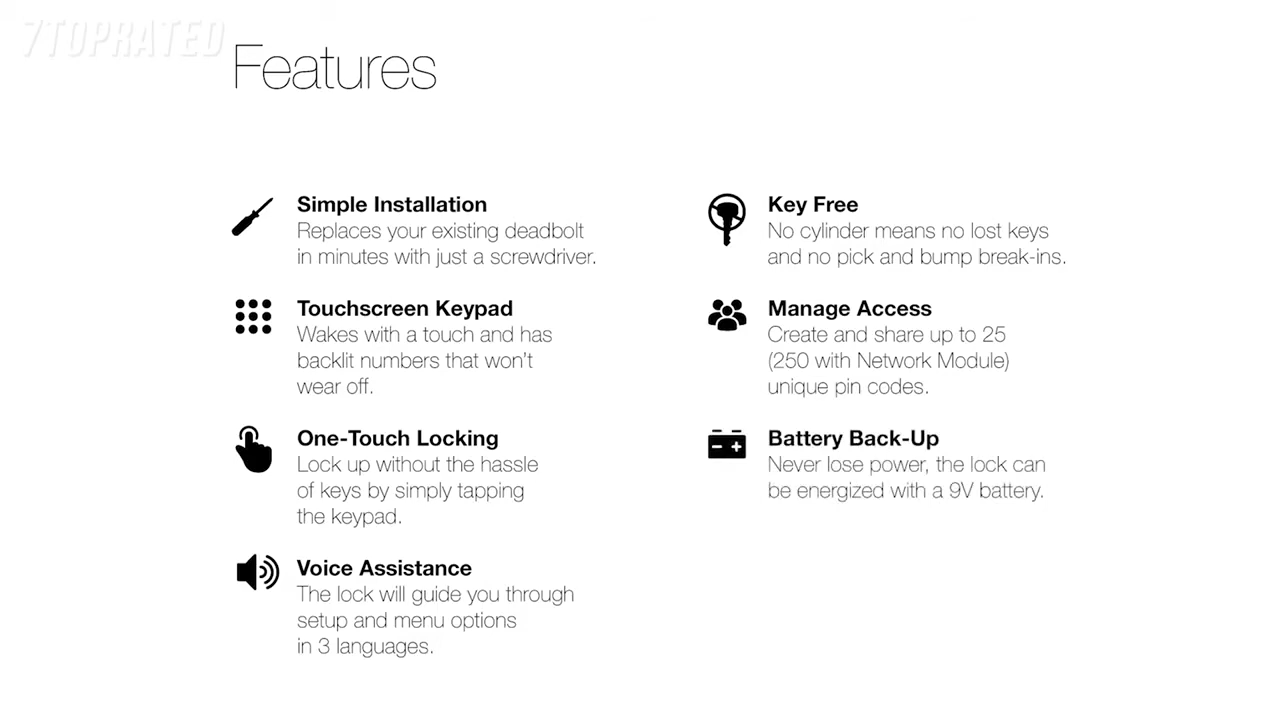 7TOPRATED
Features
Simple Installation
Replaces your existing deadbolt
in minutes with just a screwdriver.
Touchscreen Keypad
Wakes with a touch and has
backlit numbers that won't
wear off.
One-Touch Locking
Lock up without the hassle
of keys by simply tapping
the keypad.
Voice Assistance
The lock will guide you through
setup and menu options
in 3 languages.
Key Free
No cylinder means no lost keys
and no pick and bump break-ins.
Manage Access
Create and share up to 25
(250 with Network Module)
unique pin codes.
Battery Back-Up
Never lose power, the lock can
be energized with a 9V battery.